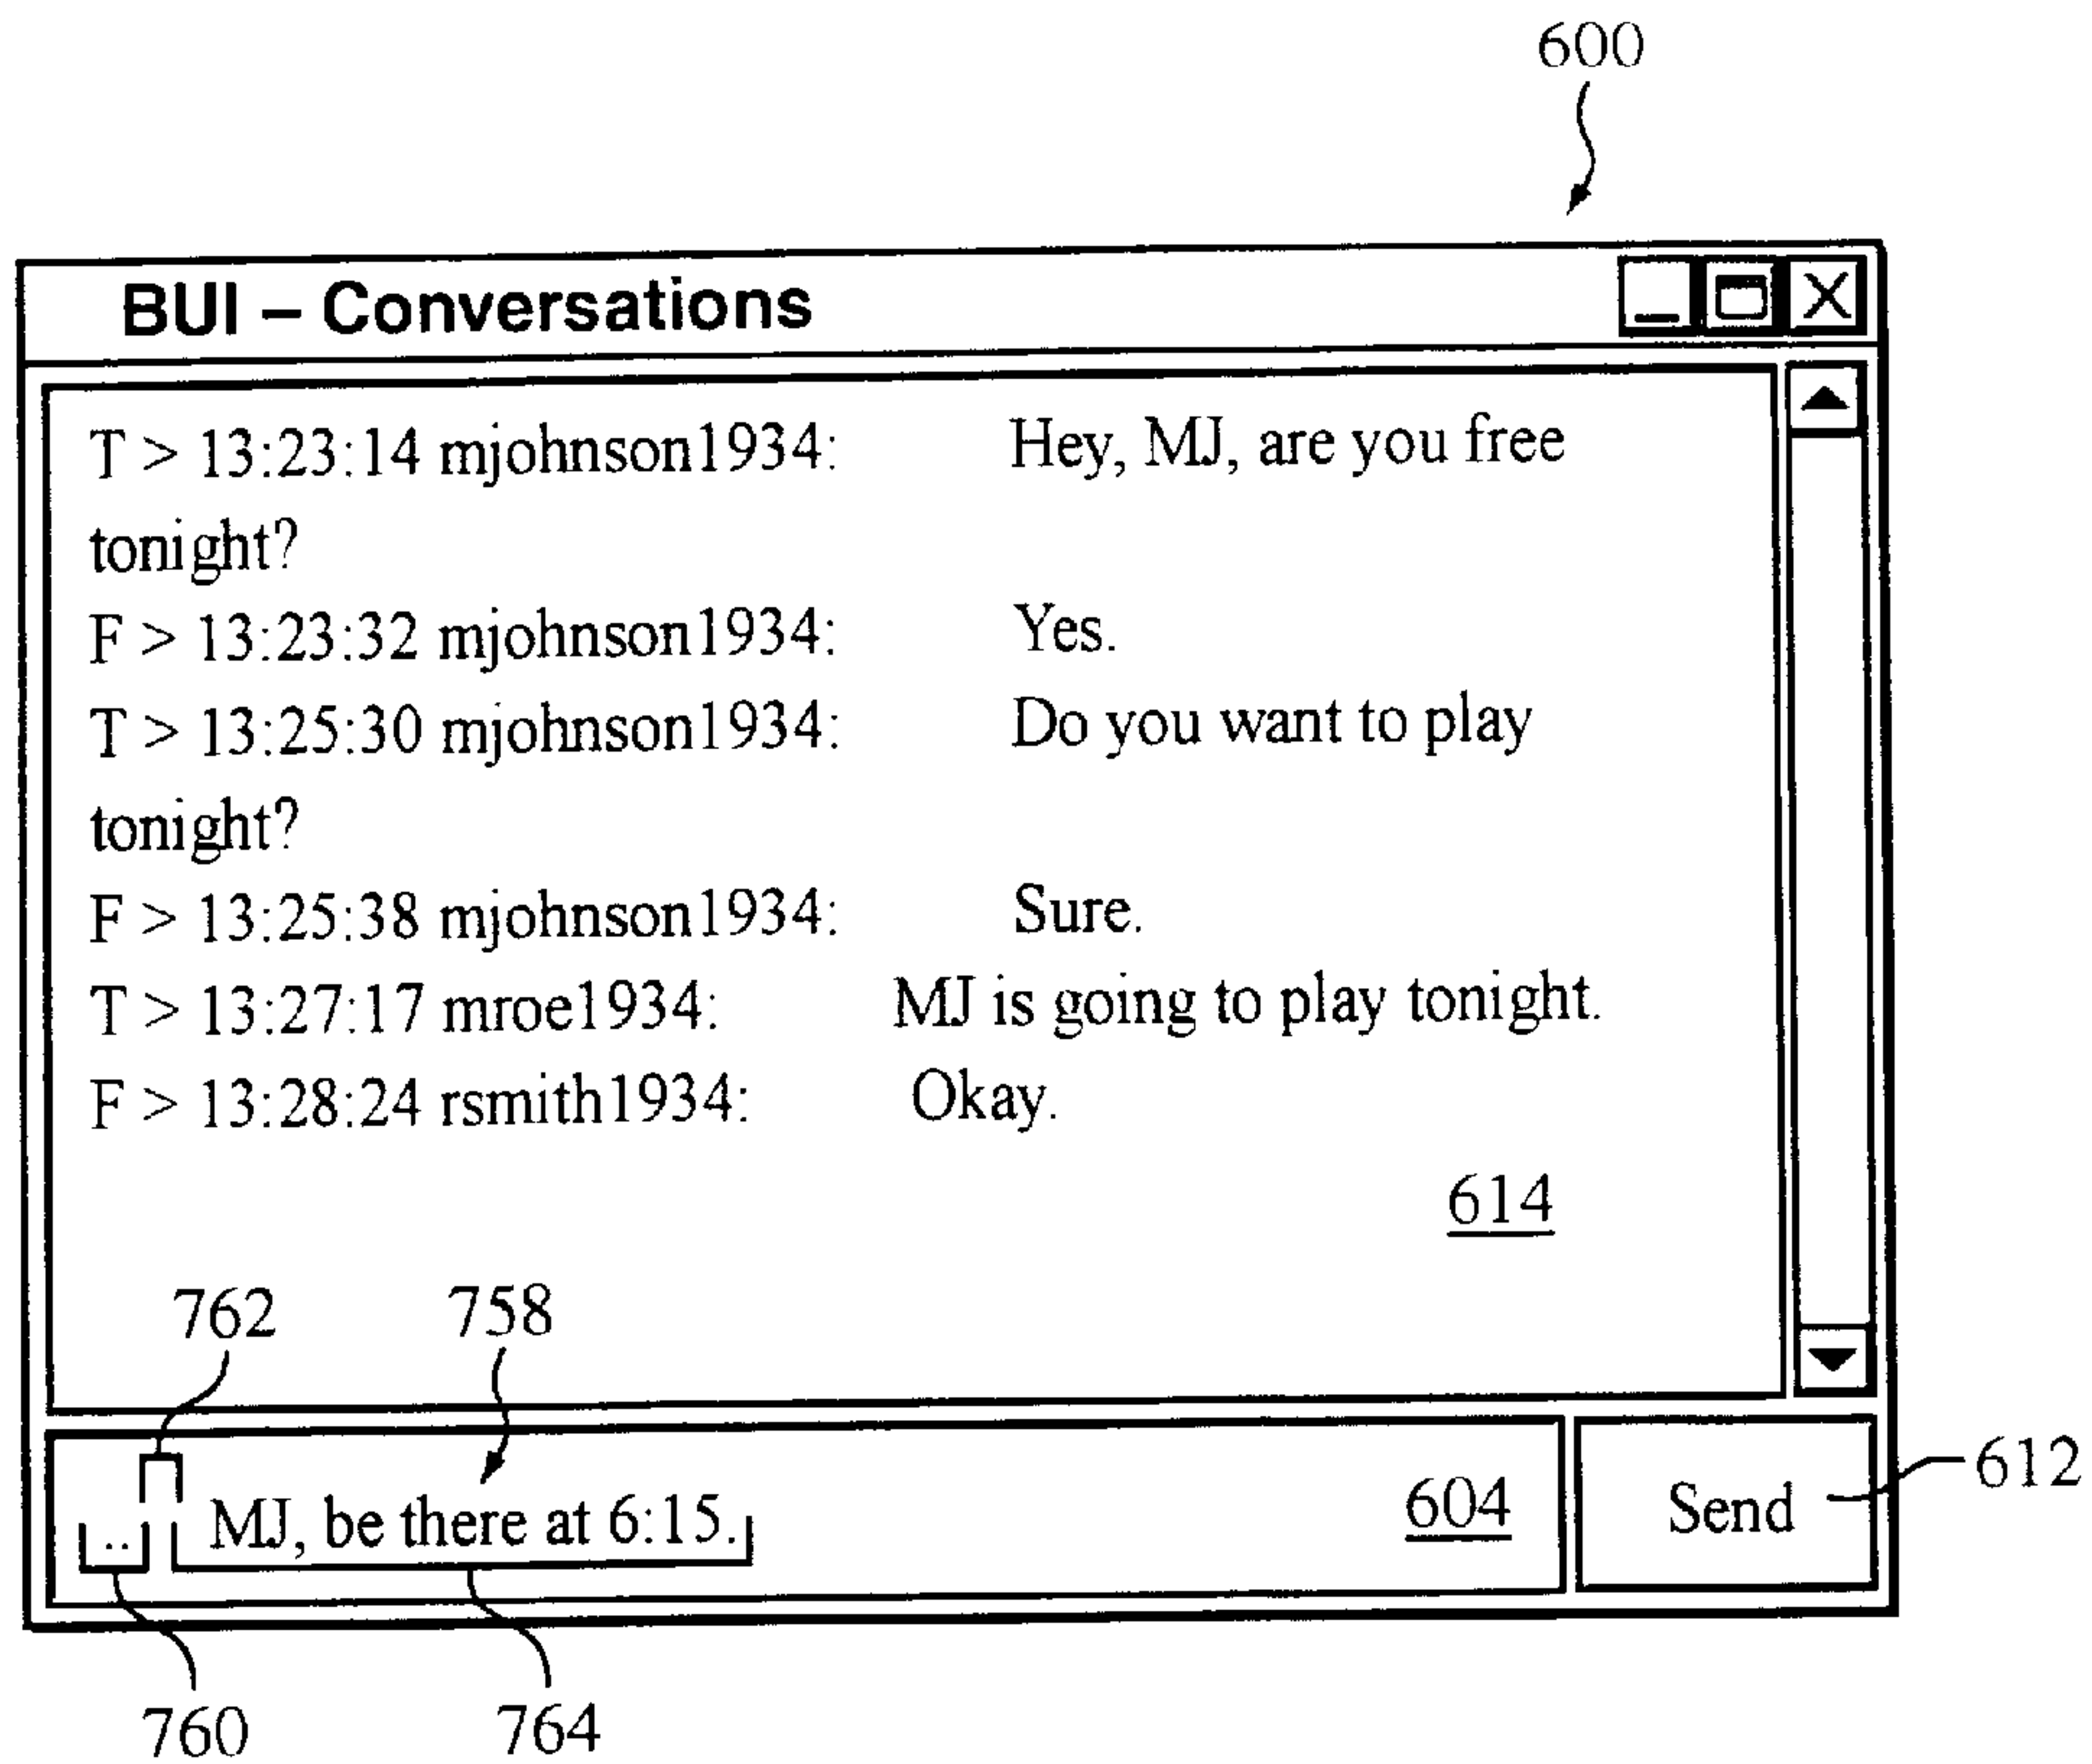 600
BUI – Conversations
T > 13:23:14 mjohnson1934: Hey, MJ, are you free
tonight?
F > 13:23:32 mjohnson1934: Yes.
T > 13:25:30 mjohnson1934: Do you want to play
tonight?
F > 13:25:38 mjohnson1934: Sure.
T > 13:27:17 mroe1934: MJ is going to play tonight.
F > 13:28:24 rsmith1934: Okay.
614
762 758
.. MJ, be there at 6:15. 604 Send 612
760 764